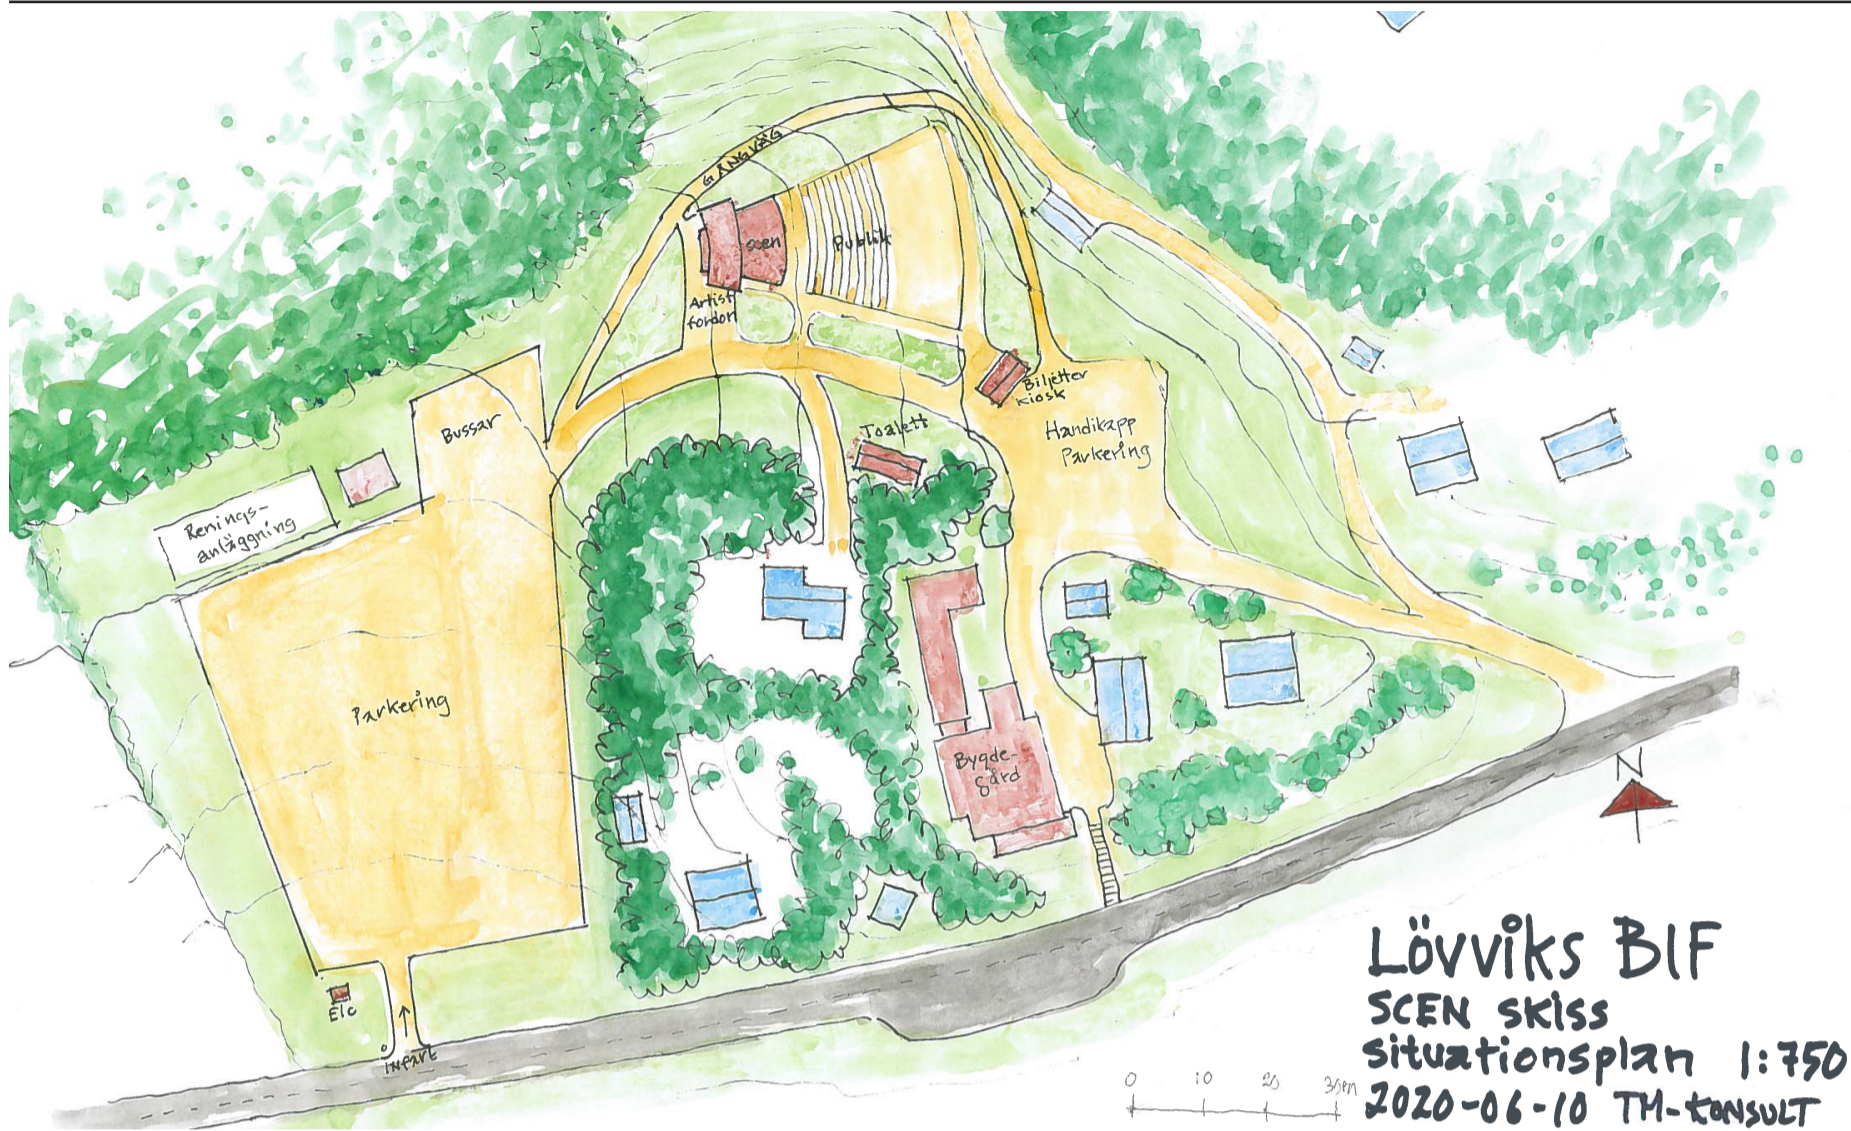 GÅNGVÄG
Scen
Publik
Artist
fordon
Biljetter
Kiosk
Bussar
Toalett
Handikapp
Parkering
Renings-
anläggning
Parkering
Bygde-
gård
N
Elc
infart
0 10 20 30m
Lövviks BIF
SCEN SKISS
situationsplan 1:750
2020-06-10 TM-KONSULT